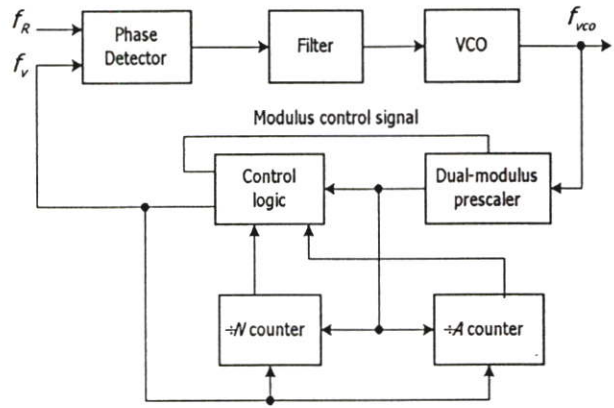 f_R
f_v
Phase
Detector
Filter
VCO
f_vco
Modulus control signal
Control
logic
Dual-modulus
prescaler
÷N counter
÷A counter